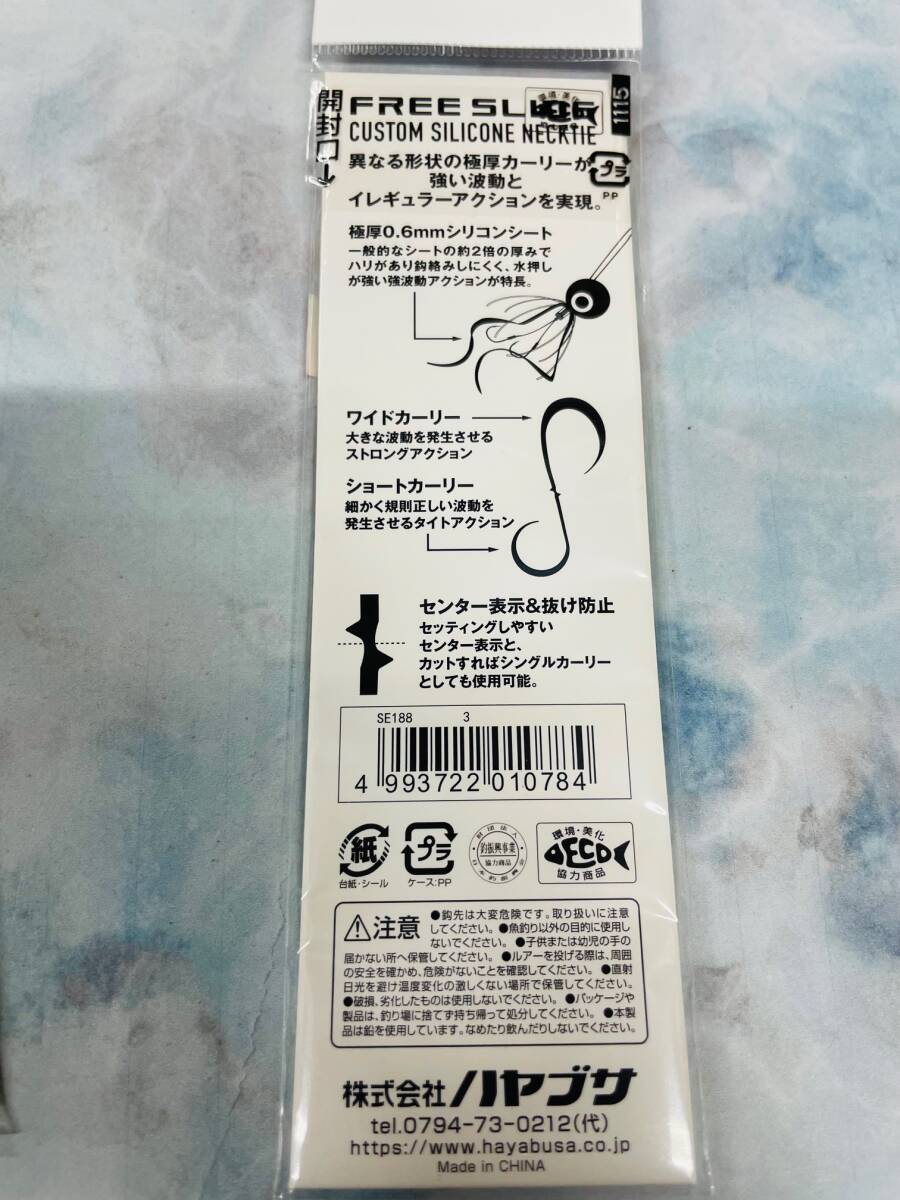 開封口↓
FREE SL
CUSTOM SILICONE NECKTIE
1115
プラ
PP
異なる形状の極厚カーリーが
強い波動と
イレギュラーアクションを実現。
極厚0.6mmシリコンシート
一般的なシートの約2倍の厚みで
ハリがあり鈎絡みしにくく、水押し
が強い強波動アクションが特長。
ワイドカーリー
大きな波動を発生させる
ストロングアクション
ショートカーリー
細かく規則正しい波動を
発生させるタイトアクション
センター表示&抜け防止
セッティングしやすい
センター表示と、
カットすればシングルカーリー
としても使用可能。
SE188 3
4 993722 010784
紙
台紙・シール
プラ
ケース:PP
財団法人
釣振興事業
協力商品
日本釣振興会
環境・美化
DECO
協力商品
注意
●鈎先は大変危険です。取り扱いに注意
してください。●魚釣り以外の目的に使用し
ないでください。●子供または幼児の手の
届かない所へ保管してください。●ルアーを投げる際は、周囲
の安全を確かめ、危険がないことを確認してください。●直射
日光を避け温度変化の激しくない場所で保管してください。
●破損、劣化したものは使用しないでください。●パッケージや
製品は、釣り場に捨てず持ち帰って処分してください。●本製
品は鉛を使用しています。なめたり飲んだりしないでください。
株式会社ハヤブサ
tel.0794-73-0212(代)
https://www.hayabusa.co.jp
Made in CHINA